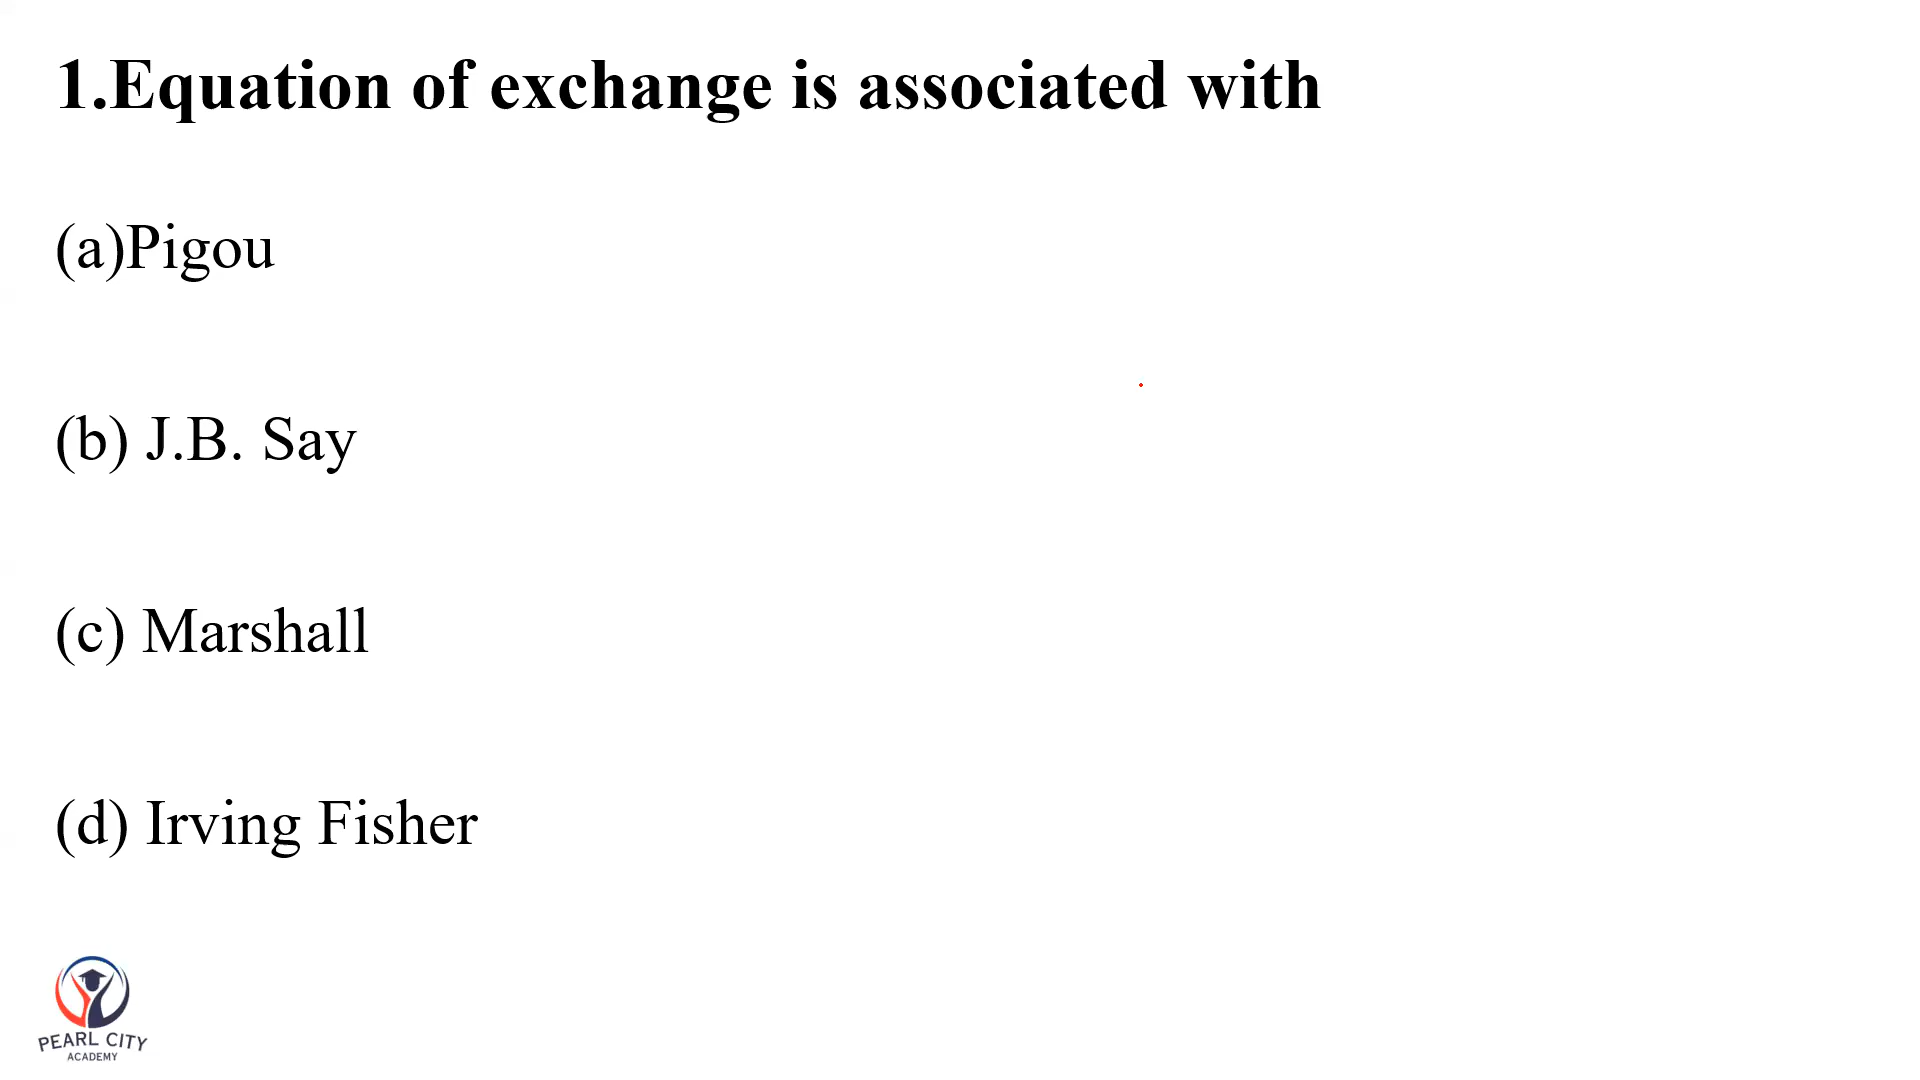 1.Equation of exchange is associated with
(a)Pigou
(b) J.B. Say
(c) Marshall
(d) Irving Fisher
PEARL CITY
ACADEMY